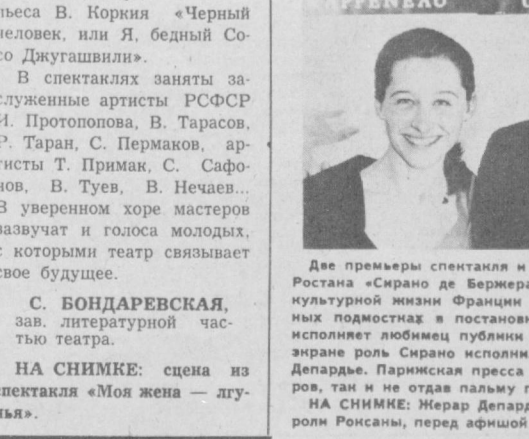 пьеса В. Коркия «Черный
человек, или Я, бедный Со-
со Джугашвили».
В спектаклях заняты за-
служенные артисты РСФСР
И. Протопопова, В. Тарасов,
Р. Таран, С. Пермаков, ар-
тисты Т. Примак, С. Сафо-
нов, В. Туев, В. Нечаев...
В уверенном хоре мастеров
зазвучат и голоса молодых,
с которыми театр связывает
свое будущее.
С. БОНДАРЕВСКАЯ,
зав. литературной час-
тью театра.
НА СНИМКЕ: сцена из
спектакля «Моя жена — лгу-
нья».
Две премьеры спектакля и
Ростана «Сирано де Бержера
культурной жизни Франции
ных подмостках в постанов
исполняет любимец публики
экране роль Сирано исполни
Депардье. Парижская пресса
ров, так и не отдав пальму п
НА СНИМКЕ: Жерар Депард
роли Роксаны, перед афишой